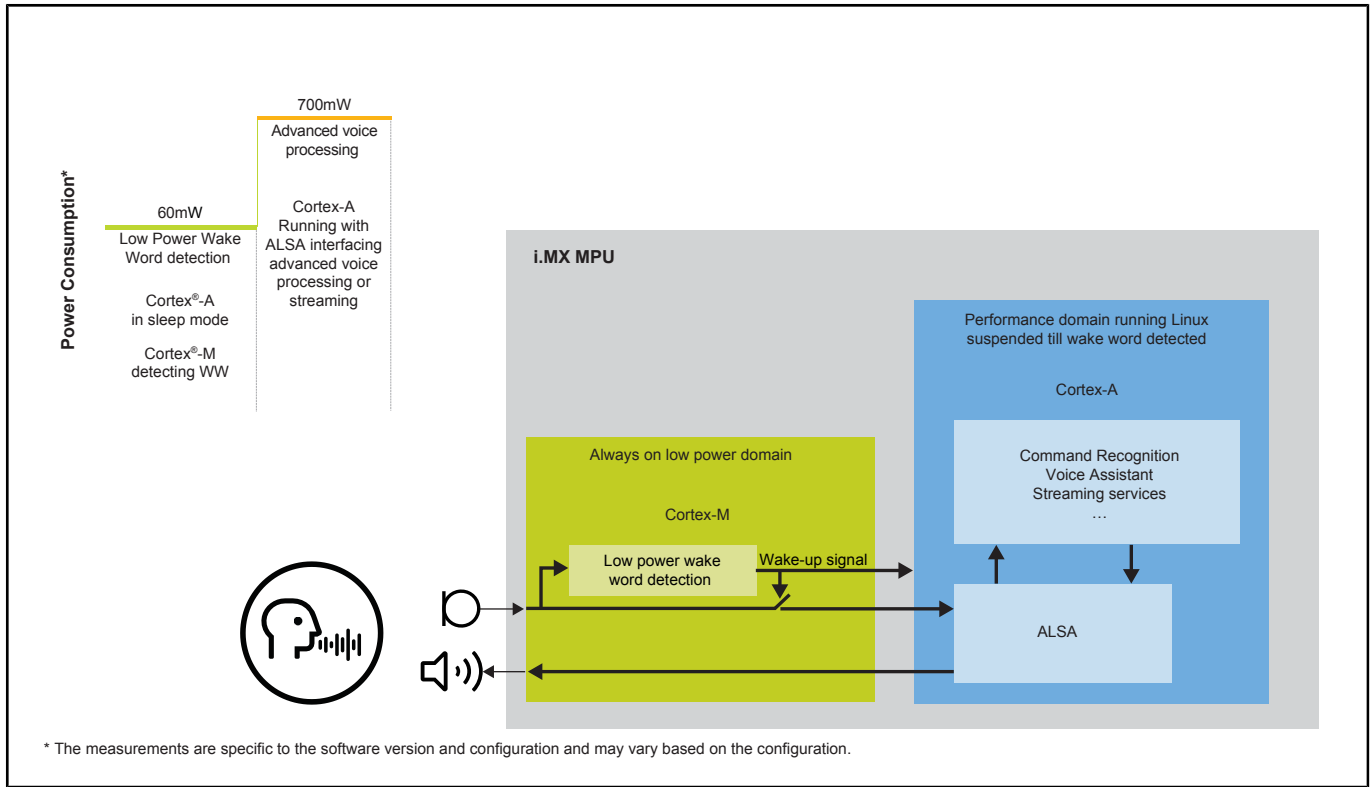 700mW
Advanced voice
processing
Cortex-A
Running with
ALSA interfacing
advanced voice
processing or
streaming
Power Consumption*
60mW
Low Power Wake
Word detection
Cortex®-A
in sleep mode
Cortex®-M
detecting WW
i.MX MPU
Performance domain running Linux
suspended till wake word detected
Cortex-A
Command Recognition
Voice Assistant
Streaming services
…
ALSA
Always on low power domain
Cortex-M
Low power wake
word detection
Wake-up signal
* The measurements are specific to the software version and configuration and may vary based on the configuration.